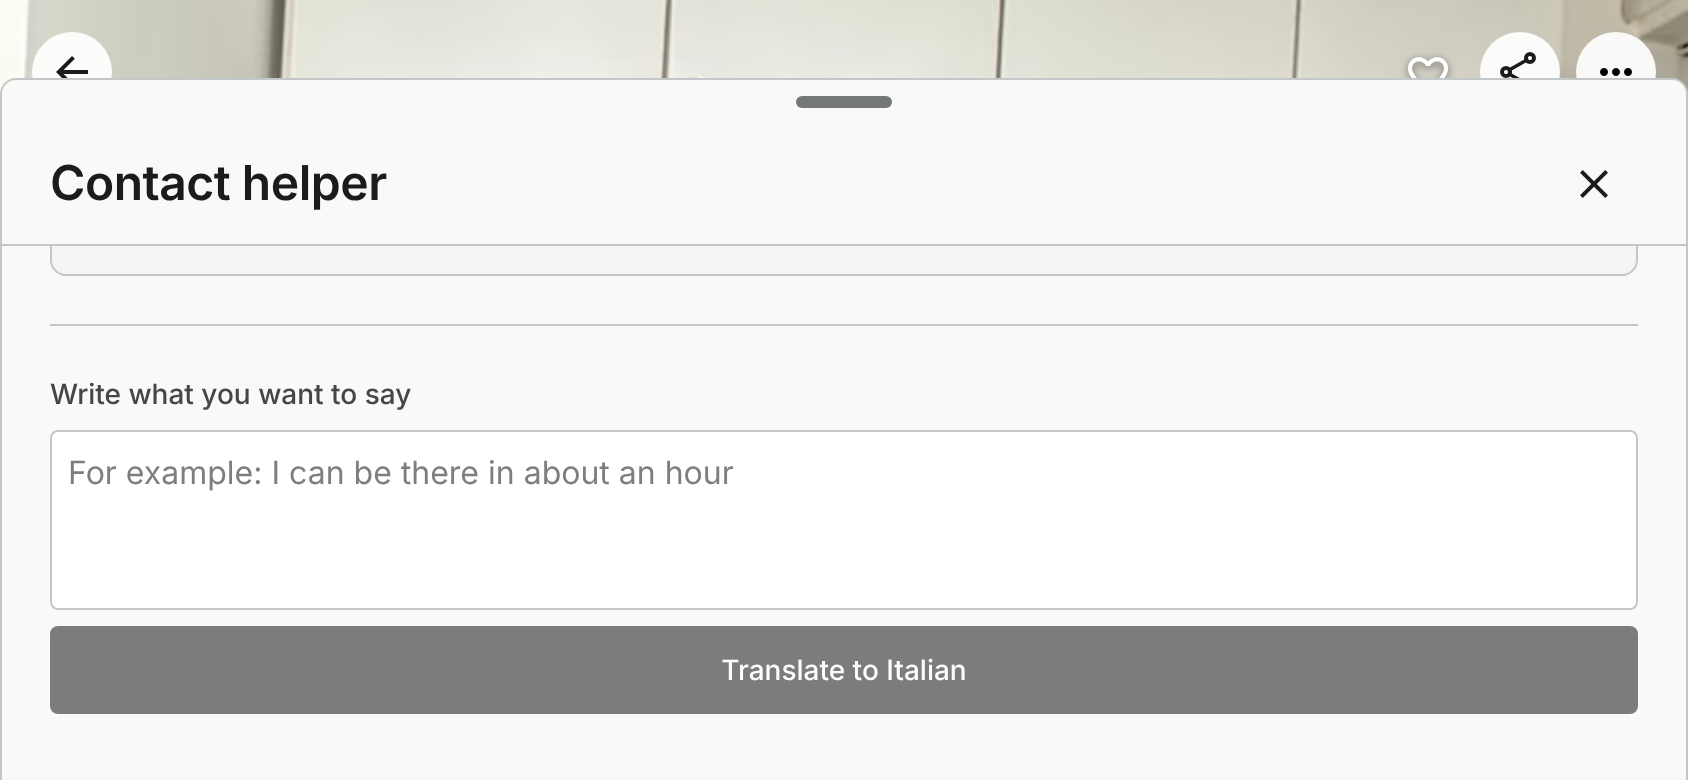 Contact helper
Write what you want to say
For example: I can be there in about an hour
Translate to Italian